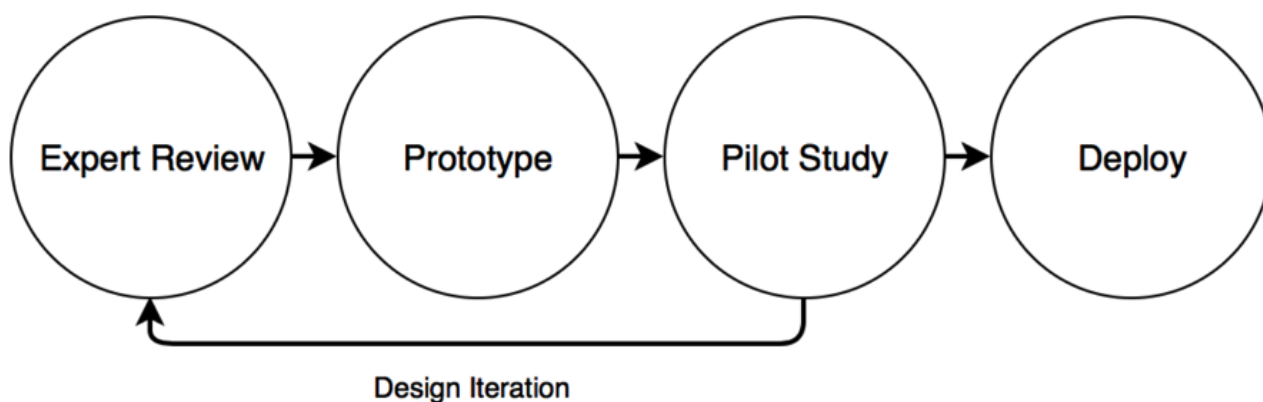 Expert Review
Prototype
Pilot Study
Deploy
Design Iteration